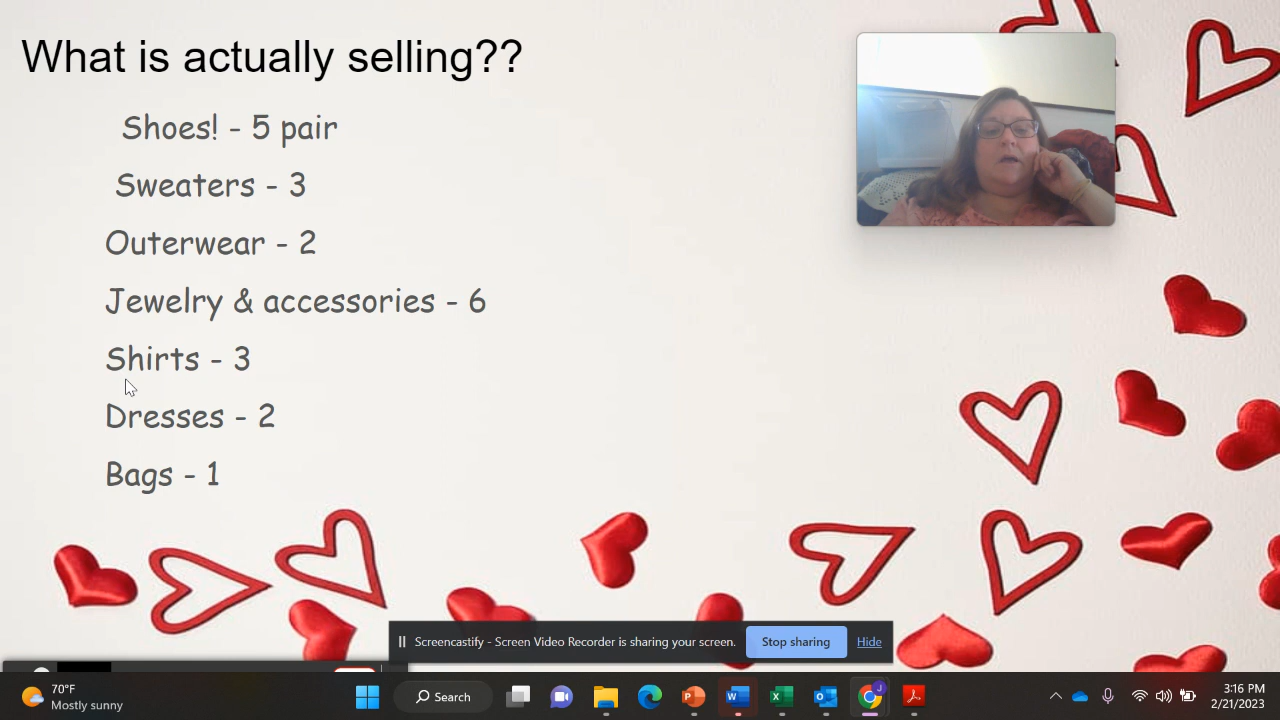 What is actually selling??
Shoes! - 5 pair
Sweaters - 3
Outerwear - 2
Jewelry & accessories - 6
Shirts - 3
Dresses - 2
Bags - 1
Screencastify - Screen Video Recorder is sharing your screen.
Stop sharing
Hide
70°F
Mostly sunny
Search
J
3:16 PM
2/21/2023